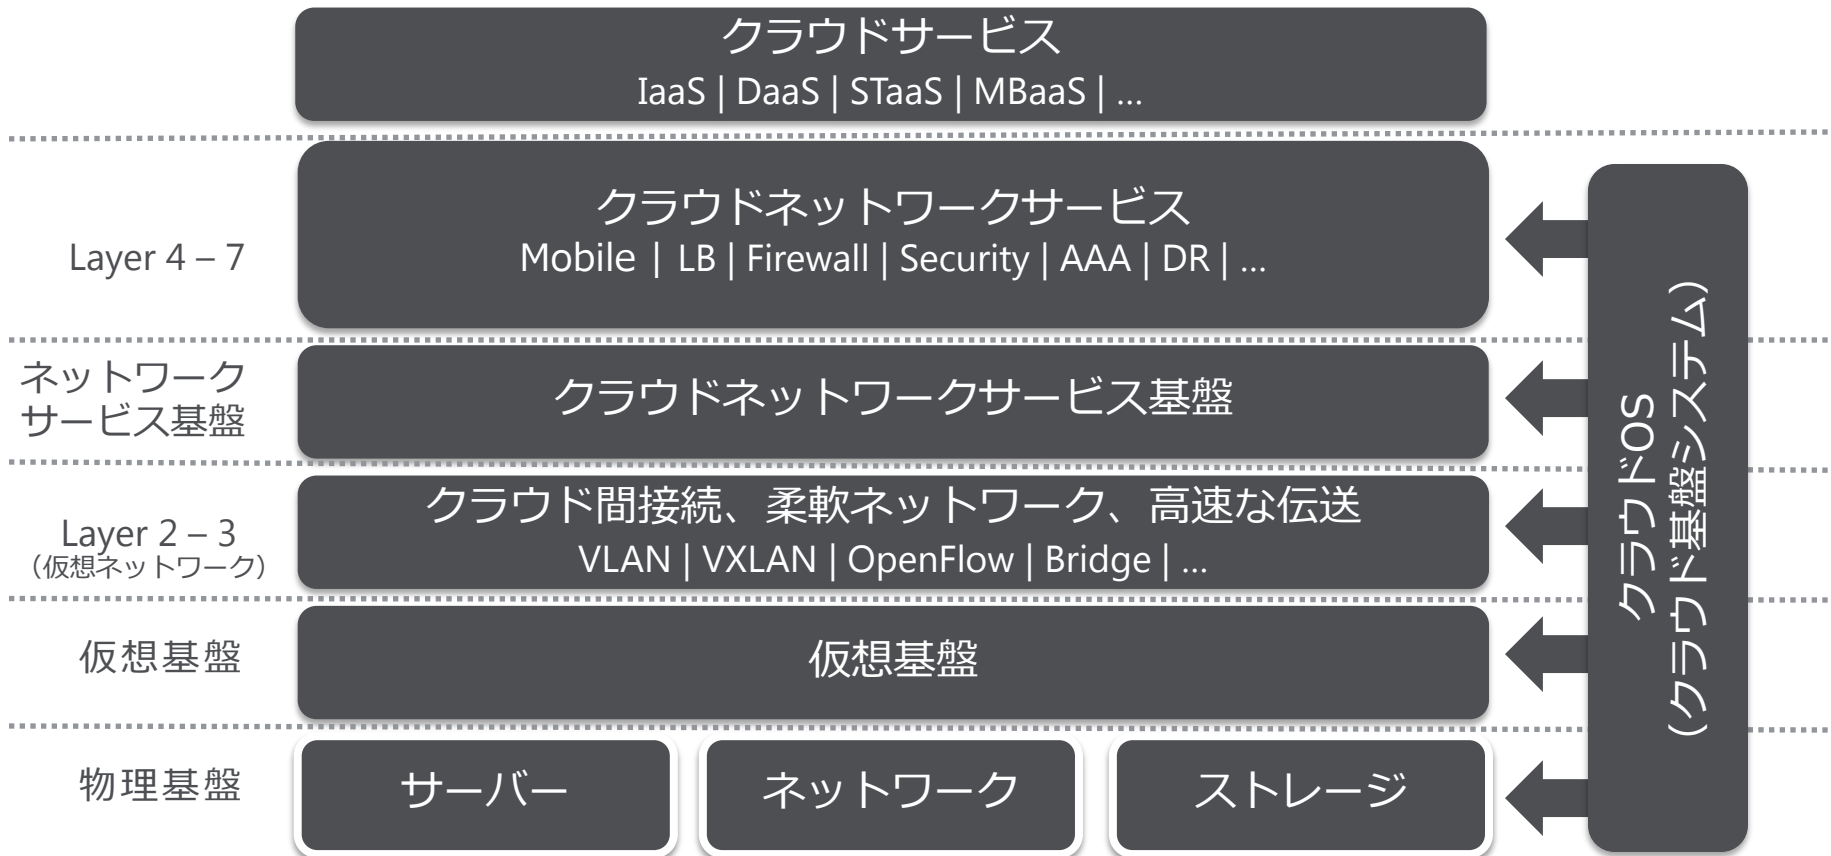 クラウドサービス
IaaS | DaaS | STaaS | MBaaS | ...
Layer 4 – 7
クラウドネットワークサービス
Mobile | LB | Firewall | Security | AAA | DR | ...
ネットワーク
サービス基盤
クラウドネットワークサービス基盤
Layer 2 – 3
（仮想ネットワーク）
クラウド間接続、柔軟ネットワーク、高速な伝送
VLAN | VXLAN | OpenFlow | Bridge | ...
仮想基盤
仮想基盤
物理基盤
サーバー
ネットワーク
ストレージ
クラウドOS
（クラウド基盤システム）